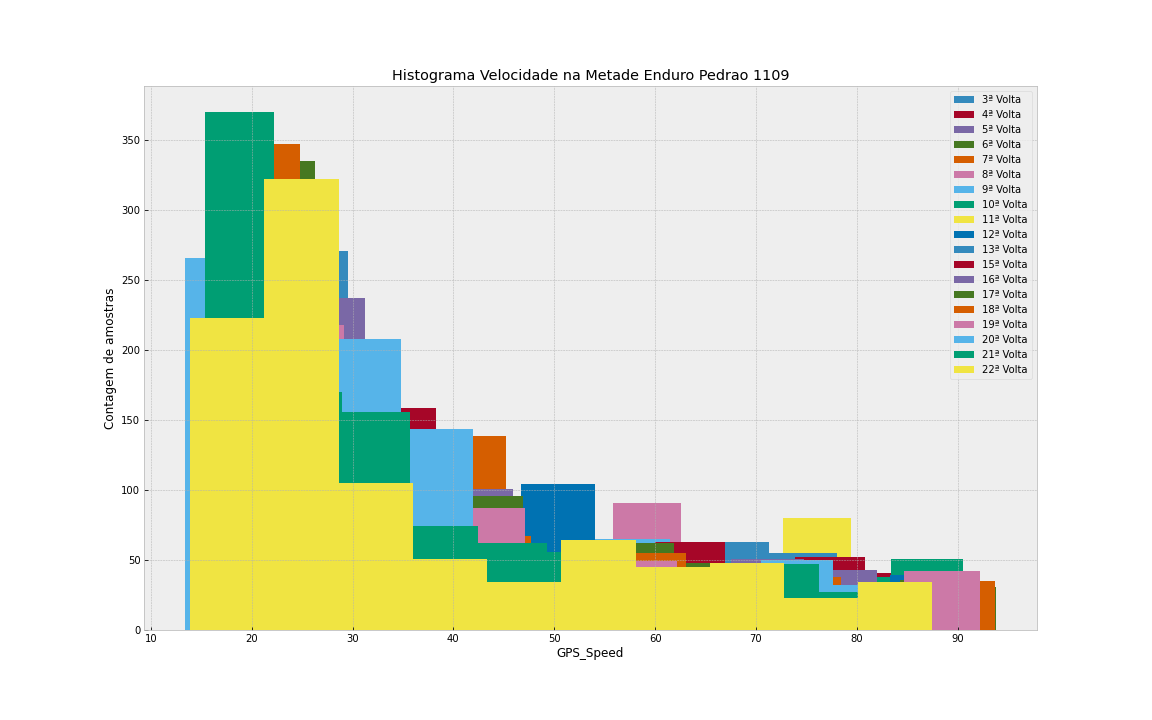 Histograma Velocidade na Metade Enduro Pedrao 1109
3ª Volta
4ª Volta
5ª Volta
6ª Volta
7ª Volta
8ª Volta
9ª Volta
10ª Volta
11ª Volta
12ª Volta
13ª Volta
15ª Volta
16ª Volta
17ª Volta
18ª Volta
19ª Volta
20ª Volta
21ª Volta
22ª Volta
Contagem de amostras
350
300
250
200
150
100
50
0
10 20 30 40 50 60 70 80 90
GPS_Speed